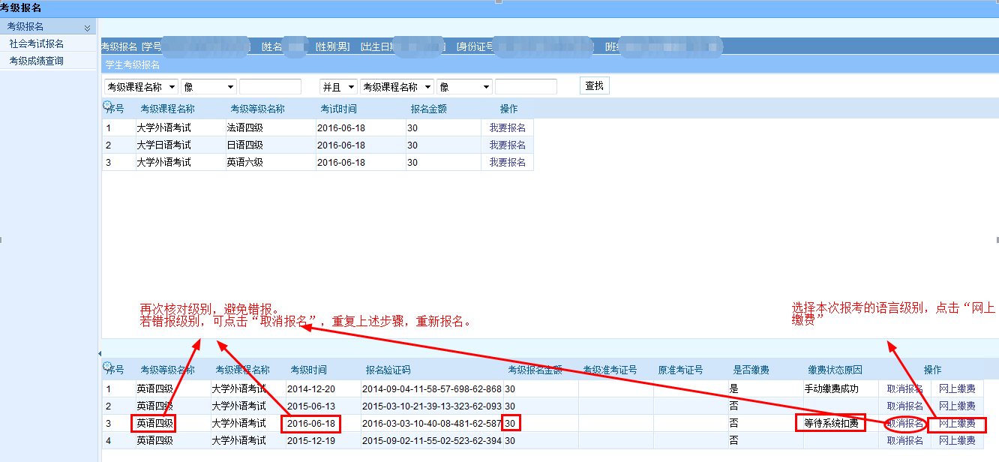 考级报名
考级报名
社会考试报名
考级成绩查询
考级报名 [学号 [姓名 [性别:男] [出生日期 [身份证号 [班级
学生考级报名
考级课程名称 像 并且 考级课程名称 像 查找
序号 考级课程名称 考级等级名称 考试时间 报名金额 操作
1 大学外语考试 法语四级 2016-06-18 30 我要报名
2 大学日语考试 日语四级 2016-06-18 30 我要报名
3 大学外语考试 英语六级 2016-06-18 30 我要报名
再次核对级别，避免错报。
若错报级别，可点击“取消报名”，重复上述步骤，重新报名。
选择本次报考的语言级别，点击“网上
缴费”
序号 考级等级名称 考级课程名称 考级时间 报名验证码 考级报名金额 考级准考证号 原准考证号 是否缴费 缴费状态原因 操作
1 英语四级 大学外语考试 2014-12-20 2014-09-04-11-58-57-698-62-868 30 是 手动缴费成功 取消报名 网上缴费
2 英语四级 大学外语考试 2015-06-13 2015-03-10-21-39-13-323-62-093 30 否 取消报名 网上缴费
3 英语四级 大学外语考试 2016-06-18 2016-03-03-10-40-08-481-62-587 30 否 等待系统扣费 取消报名 网上缴费
4 英语四级 大学外语考试 2015-12-19 2015-09-02-11-55-02-523-62-394 30 否 取消报名 网上缴费